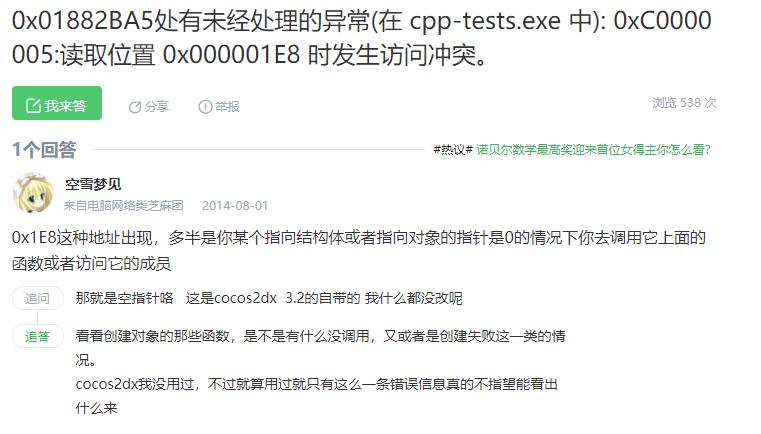 0x01882BA5处有未经处理的异常(在 cpp-tests.exe 中): 0xC0000
005:读取位置 0x000001E8 时发生访问冲突。
我来答 分享 举报 浏览 538 次
1个回答 #热议# 诺贝尔数学最高奖迎来首位女得主你怎么看?
空雪梦见
来自电脑网络类芝麻团 2014-08-01
0x1E8这种地址出现，多半是你某个指向结构体或者指向对象的指针是0的情况下你去调用它上面的
函数或者访问它的成员
追问 那就是空指针咯 这是cocos2dx 3.2的自带的 我什么都没改呢
追答 看看创建对象的那些函数，是不是有什么没调用，又或者是创建失败这一类的情
况。
cocos2dx我没用过，不过就算用过就只有这么一条错误信息真的不指望能看出
什么来